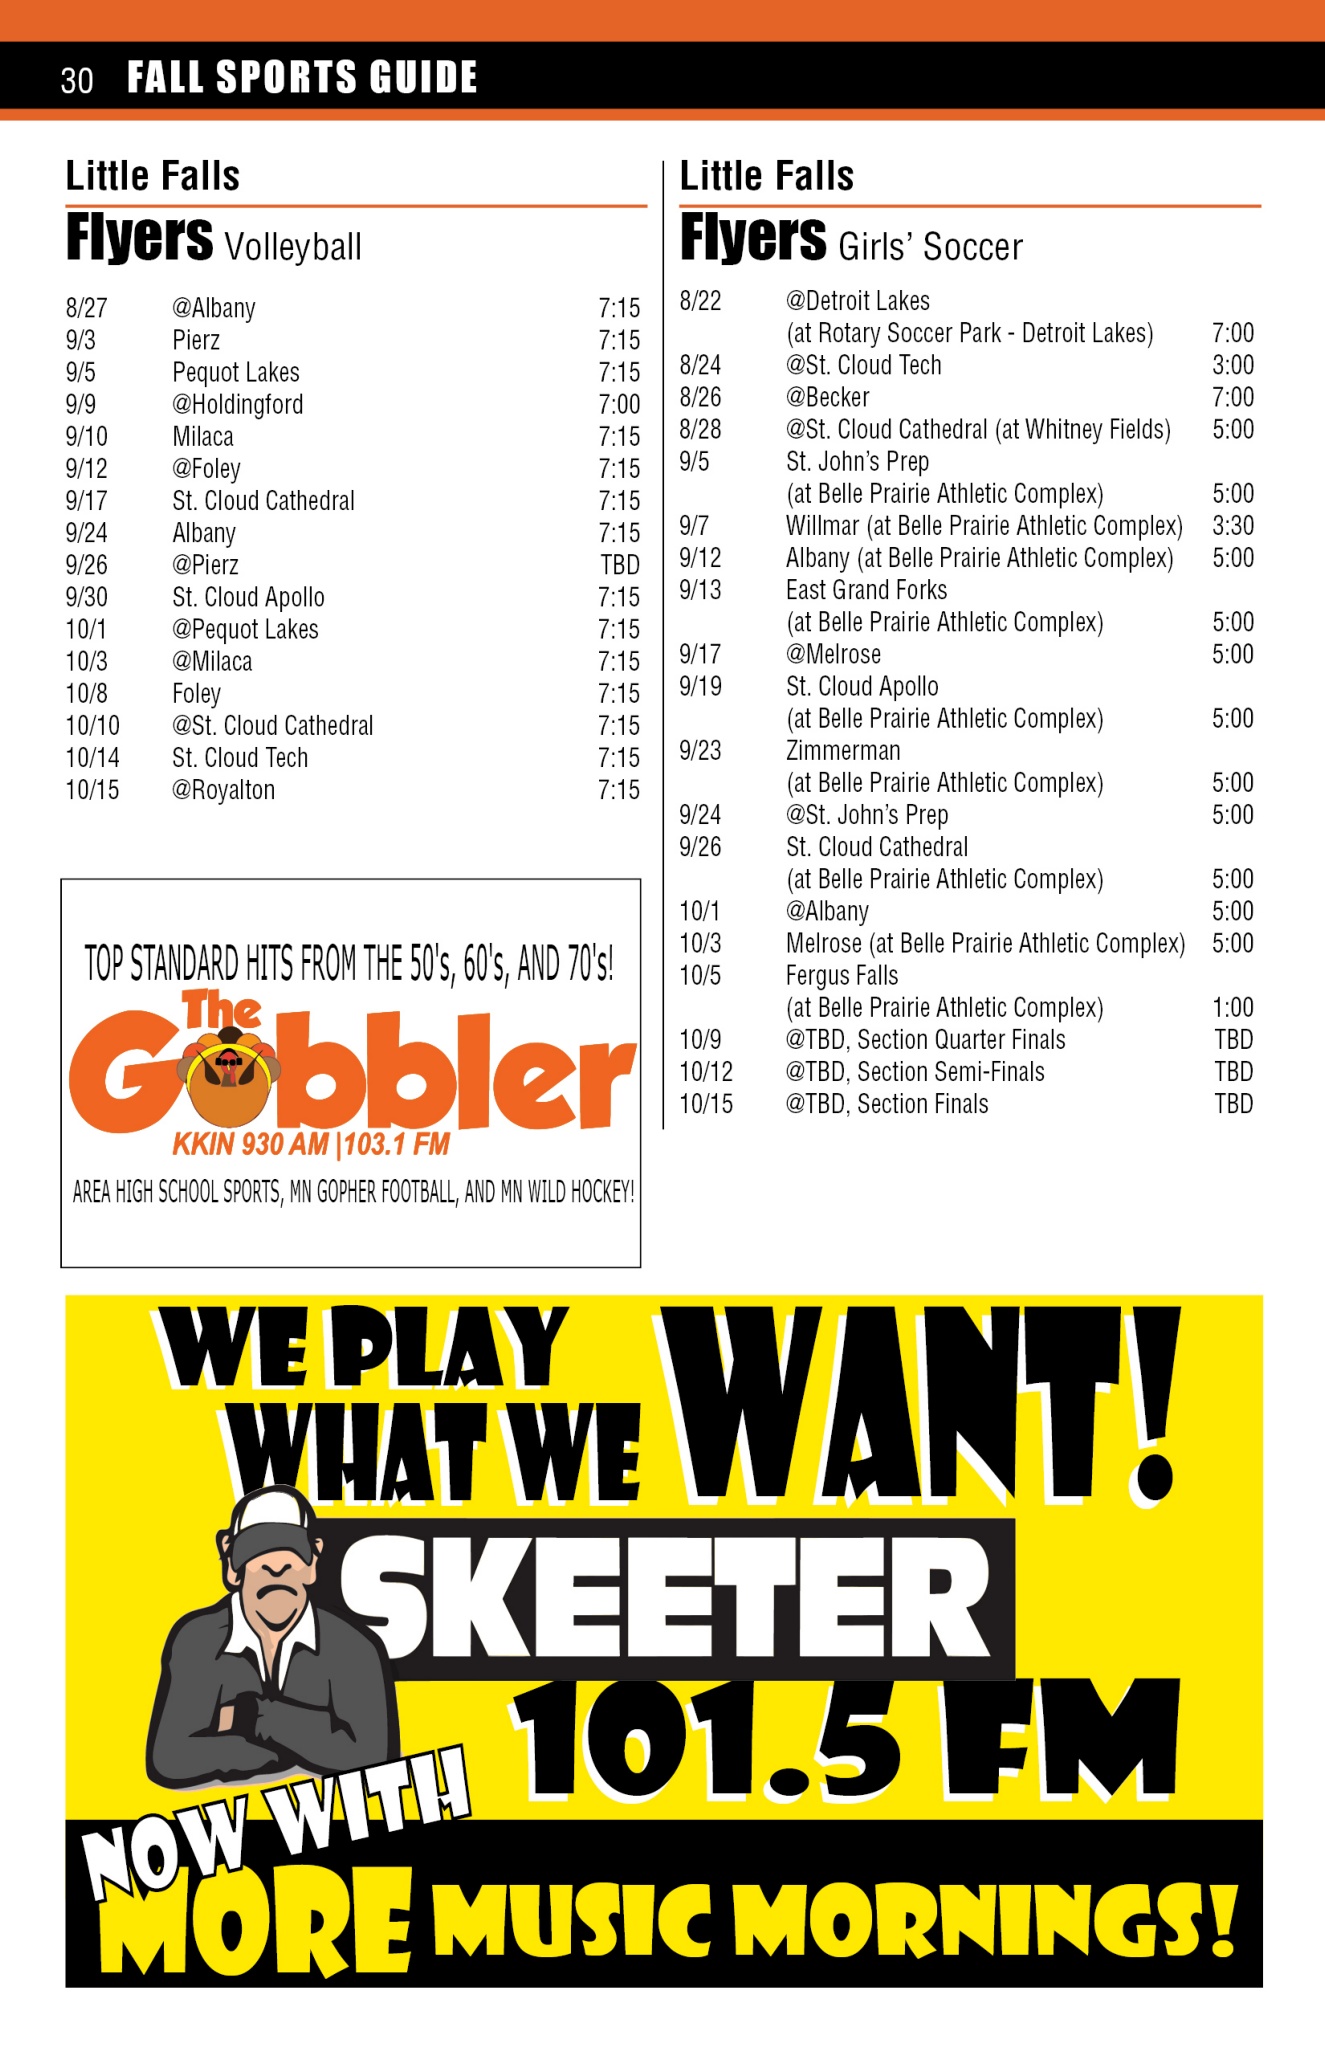 30 FALL SPORTS GUIDE
Little Falls
Flyers Volleyball
8/27 @Albany 7:15
9/3 Pierz 7:15
9/5 Pequot Lakes 7:15
9/9 @Holdingford 7:00
9/10 Milaca 7:15
9/12 @Foley 7:15
9/17 St. Cloud Cathedral 7:15
9/24 Albany 7:15
9/26 @Pierz TBD
9/30 St. Cloud Apollo 7:15
10/1 @Pequot Lakes 7:15
10/3 @Milaca 7:15
10/8 Foley 7:15
10/10 @St. Cloud Cathedral 7:15
10/14 St. Cloud Tech 7:15
10/15 @Royalton 7:15
TOP STANDARD HITS FROM THE 50's, 60's, AND 70's!
The
Gobbler
KKIN 930 AM |103.1 FM
AREA HIGH SCHOOL SPORTS, MN GOPHER FOOTBALL, AND MN WILD HOCKEY!
Little Falls
Flyers Girls’ Soccer
8/22 @Detroit Lakes
(at Rotary Soccer Park - Detroit Lakes) 7:00
8/24 @St. Cloud Tech 3:00
8/26 @Becker 7:00
8/28 @St. Cloud Cathedral (at Whitney Fields) 5:00
9/5 St. John’s Prep
(at Belle Prairie Athletic Complex) 5:00
9/7 Willmar (at Belle Prairie Athletic Complex) 3:30
9/12 Albany (at Belle Prairie Athletic Complex) 5:00
9/13 East Grand Forks
(at Belle Prairie Athletic Complex) 5:00
9/17 @Melrose 5:00
9/19 St. Cloud Apollo
(at Belle Prairie Athletic Complex) 5:00
9/23 Zimmerman
(at Belle Prairie Athletic Complex) 5:00
9/24 @St. John’s Prep 5:00
9/26 St. Cloud Cathedral
(at Belle Prairie Athletic Complex) 5:00
10/1 @Albany 5:00
10/3 Melrose (at Belle Prairie Athletic Complex) 5:00
10/5 Fergus Falls
(at Belle Prairie Athletic Complex) 1:00
10/9 @TBD, Section Quarter Finals TBD
10/12 @TBD, Section Semi-Finals TBD
10/15 @TBD, Section Finals TBD
WE PLAY
WHAT WE WANT!
SKEETER
101.5 FM
NOW WITH
MORE MUSIC MORNINGS!